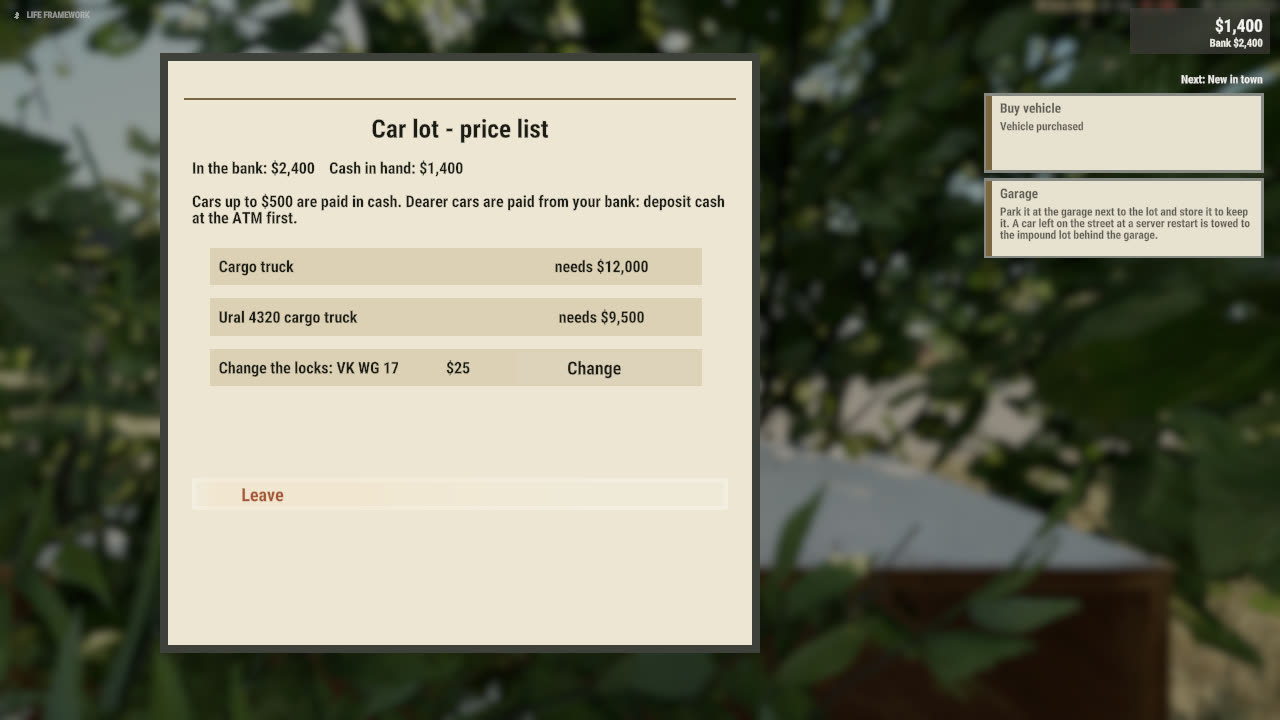 LIFE FRAMEWORK
$1,400
Bank $2,400
Next: New in town
Buy vehicle
Vehicle purchased
Garage
Park it at the garage next to the lot and store it to keep
it. A car left on the street at a server restart is towed to
the impound lot behind the garage.
Car lot - price list
In the bank: $2,400 Cash in hand: $1,400
Cars up to $500 are paid in cash. Dearer cars are paid from your bank: deposit cash
at the ATM first.
Cargo truck needs $12,000
Ural 4320 cargo truck needs $9,500
Change the locks: VK WG 17 $25 Change
Leave